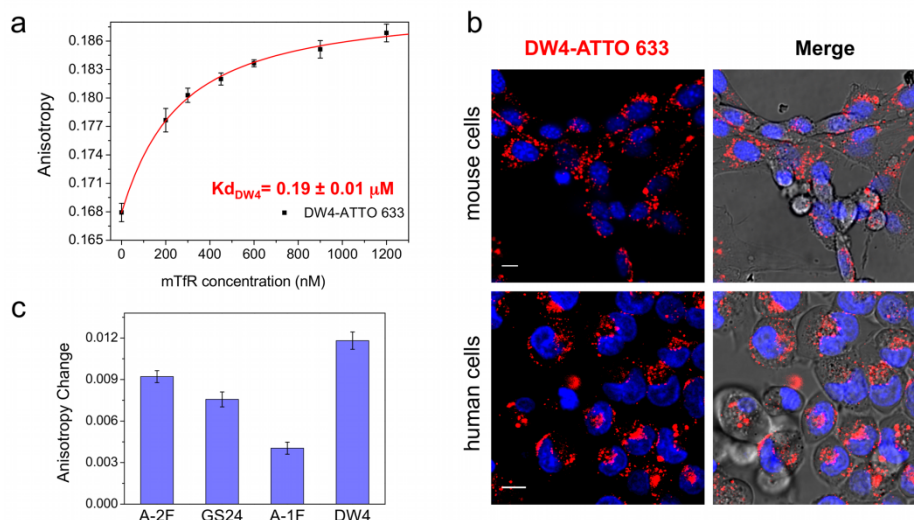 a
0.186
0.183
0.180
0.177
0.174
0.171
0.168
0.165
Anisotropy
Kd_DW4= 0.19 ± 0.01 µM
DW4-ATTO 633
0 200 400 600 800 1000 1200
mTfR concentration (nM)
b
DW4-ATTO 633 Merge
mouse cells
human cells
c
0.012
0.009
0.006
0.003
0.000
Anisotropy Change
A-2F GS24 A-1F DW4